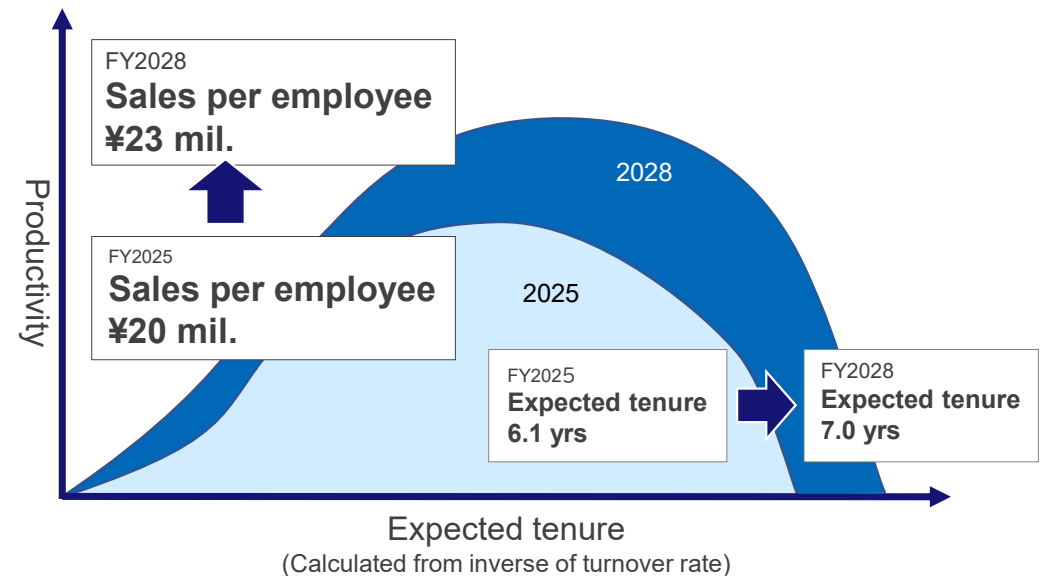 FY2028
Sales per employee
¥23 mil.
2028
Productivity
FY2025
Sales per employee
¥20 mil.
2025
FY2025
Expected tenure
6.1 yrs
FY2028
Expected tenure
7.0 yrs
Expected tenure
(Calculated from inverse of turnover rate)